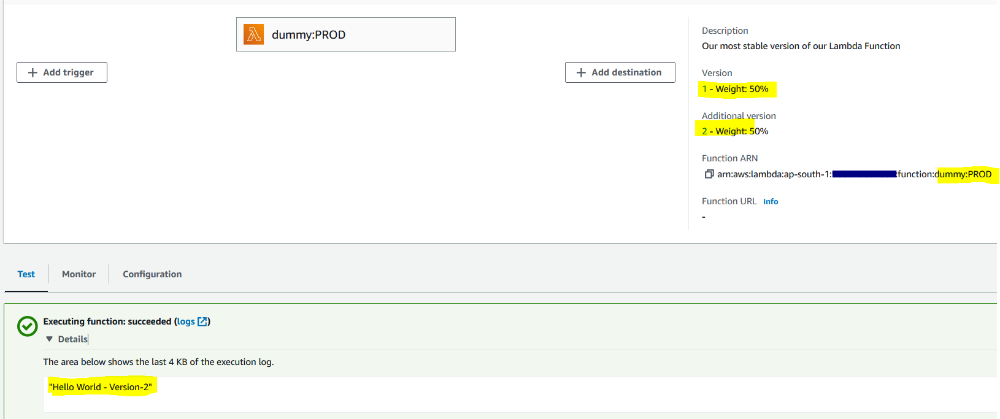 dummy:PROD
Add trigger
Add destination
Description
Our most stable version of our Lambda Function
Version
1 - Weight: 50%
Additional version
2 - Weight: 50%
Function ARN
arn:aws:lambda:ap-south-1: :function:dummy:PROD
Function URL Info
-
Test Monitor Configuration
Executing function: succeeded (logs)
Details
The area below shows the last 4 KB of the execution log.
"Hello World - Version-2"